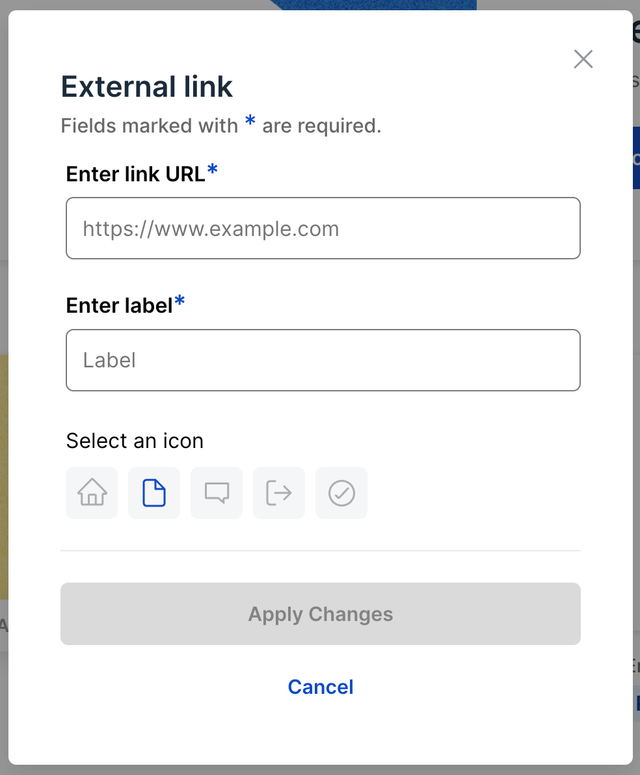 External link
Fields marked with * are required.
Enter link URL*
https://www.example.com
Enter label*
Label
Select an icon
Apply Changes
Cancel